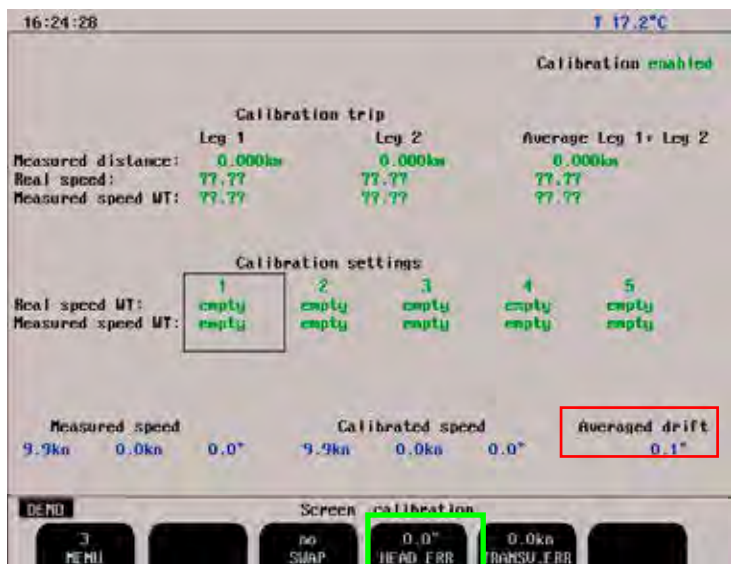 16:24:28 T 17.2°C
Calibration enabled
Calibration trip
Leg 1 Leg 2 Average Leg 1+ Leg 2
Measured distance: 0.000km 0.000km 0.000km
Real speed: ??.?? ??.?? ??.??
Measured speed WT: ??.?? ??.?? ??.??
Calibration settings
1 2 3 4 5
Real speed WT: empty empty empty empty empty
Measured speed WT: empty empty empty empty empty
Measured speed Calibrated speed Averaged drift
9.9kn 0.0kn 0.0° 9.9kn 0.0kn 0.0° 0.1°
DEMO Screen calibration
3 no 0.0° 0.0kn
MENU SWAP HEAD ERR TRANSV.ERR